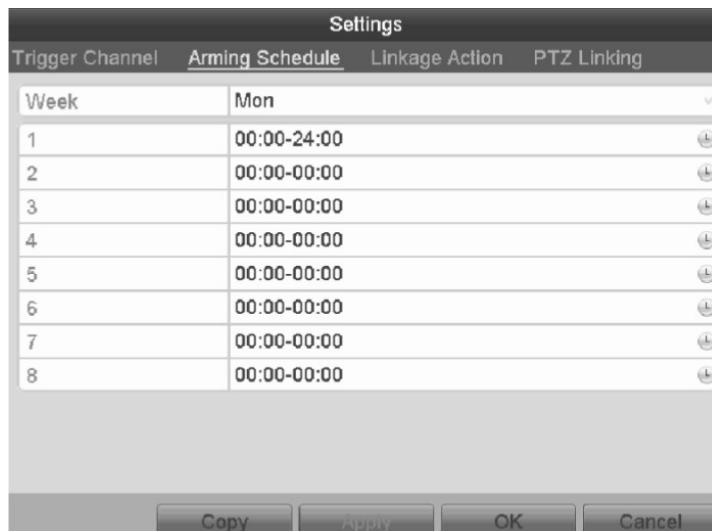 Settings
Trigger Channel Arming Schedule Linkage Action PTZ Linking
Week Mon
1 00:00-24:00
2 00:00-00:00
3 00:00-00:00
4 00:00-00:00
5 00:00-00:00
6 00:00-00:00
7 00:00-00:00
8 00:00-00:00
Copy Apply OK Cancel